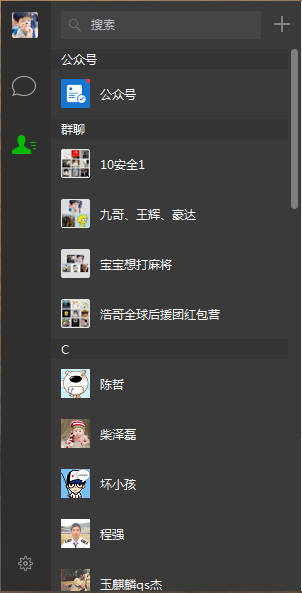 搜索
公众号
公众号
群聊
10安全1
九哥、王辉、豪达
宝宝想打麻将
浩哥全球后援团红包营
C
陈哲
柴泽磊
坏小孩
程强
玉麒麟qs杰